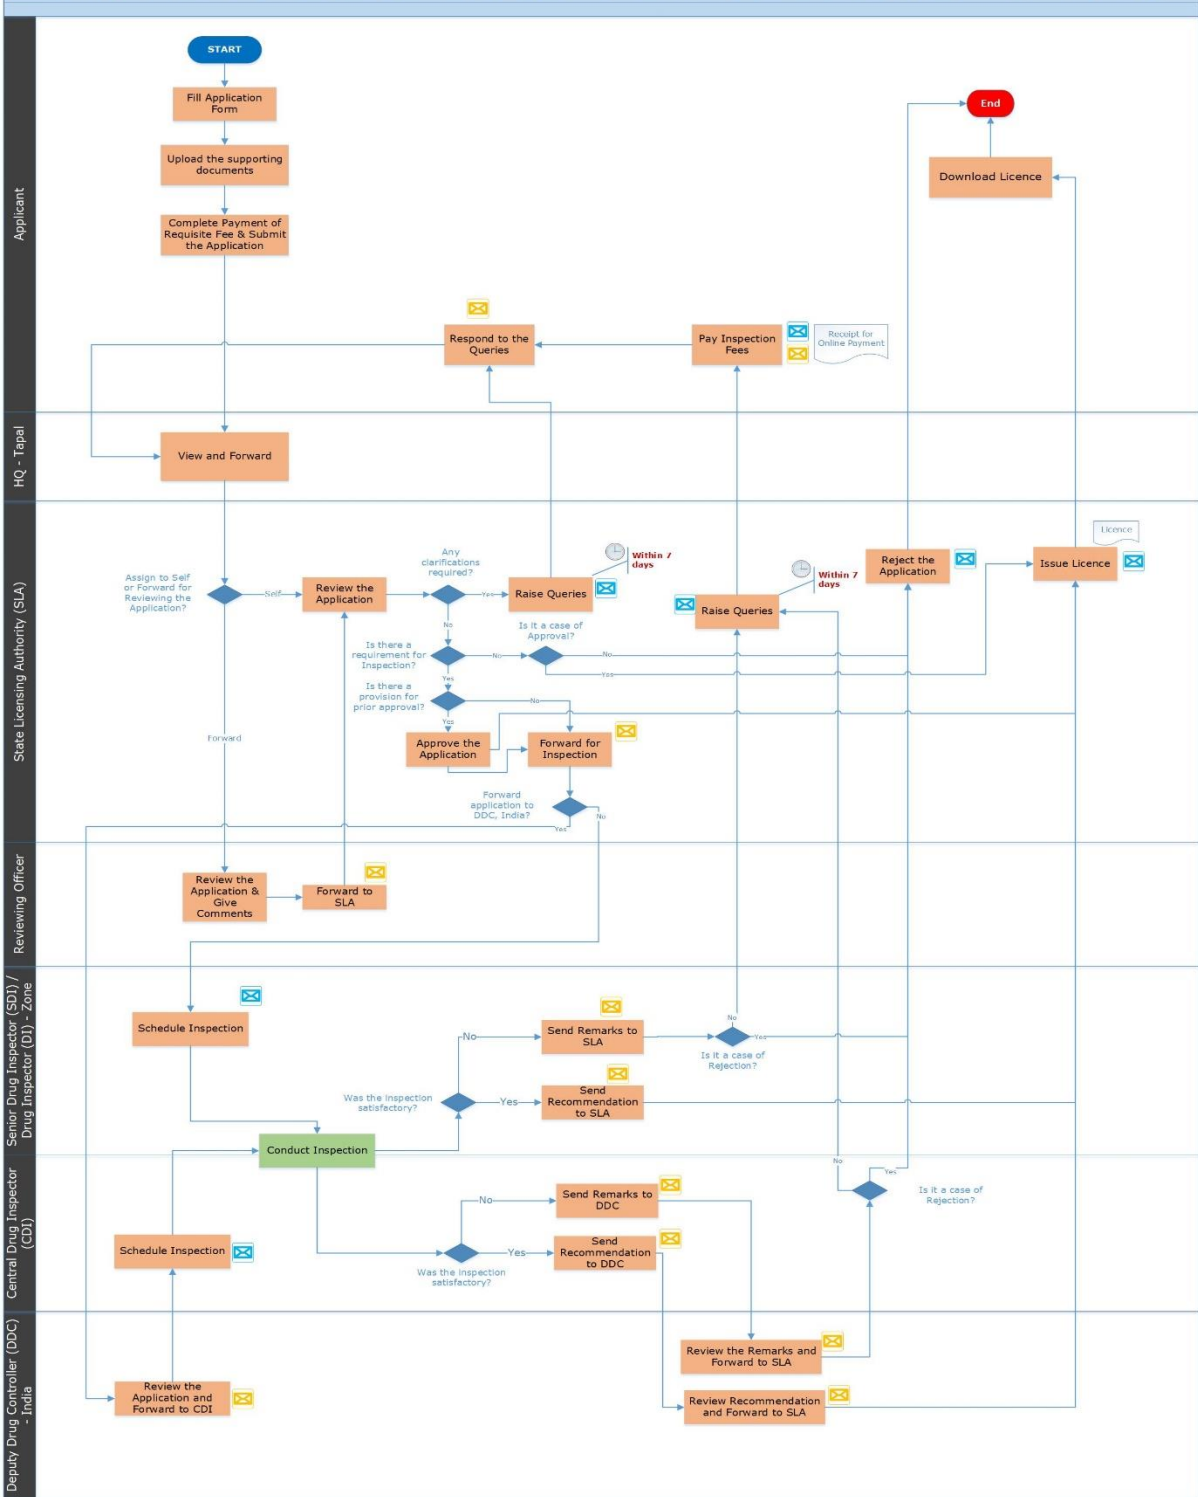 START
Fill Application
Form
Upload the supporting
documents
Complete Payment of
Requisite Fee & Submit
the Application
End
Download Licence
Applicant
Respond to the
Queries
Pay Inspection
Fees
Receipt for
Online Payment
HQ - Tapal
View and Forward
State Licensing Authority (SLA)
Assign to Self
or Forward for
Reviewing the
Application?
Self
Review the
Application
Any
clarifications
required?
Yes
Raise Queries
Within 7
days
No
Is there a
requirement for
Inspection?
No
Is it a case of
Approval?
No
Yes
Yes
Is there a
provision for
prior approval?
No
Yes
Approve the
Application
Forward for
Inspection
Forward
application to
DDC, India?
No
Yes
Forward
Raise Queries
Within 7
days
Reject the
Application
Licence
Issue Licence
Reviewing Officer
Review the
Application &
Give
Comments
Forward to
SLA
Senior Drug Inspector (SDI) /
Drug Inspector (DI) - Zone
Schedule Inspection
Was the inspection
satisfactory?
No
Send Remarks to
SLA
No
Yes
Is it a case of
Rejection?
Yes
Send
Recommendation
to SLA
Conduct Inspection
Central Drug Inspector
(CDI)
Schedule Inspection
Was the inspection
satisfactory?
No
Send Remarks to
DDC
Yes
Send
Recommendation
to DDC
No
Yes
Is it a case of
Rejection?
Deputy Drug Controller (DDC)
- India
Review the
Application and
Forward to CDI
Review the Remarks and
Forward to SLA
Review Recommendation
and Forward to SLA